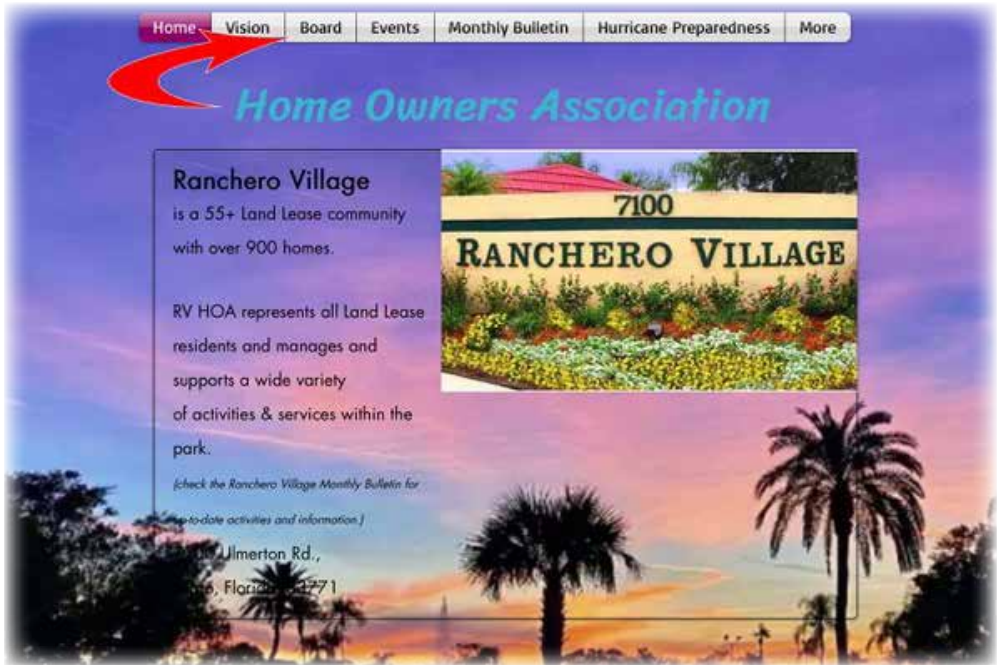 Home Vision Board Events Monthly Bulletin Hurricane Preparedness More
Home Owners Association
Ranchero Village
is a 55+ Land Lease community
with over 900 homes.
RV HOA represents all Land Lease
residents and manages and
supports a wide variety
of activities & services within the
park.
(check the Ranchero Village Monthly Bulletin for
up-to-date activities and information.)
Ulmerton Rd.,
Florida
7100
RANCHERO VILLAGE